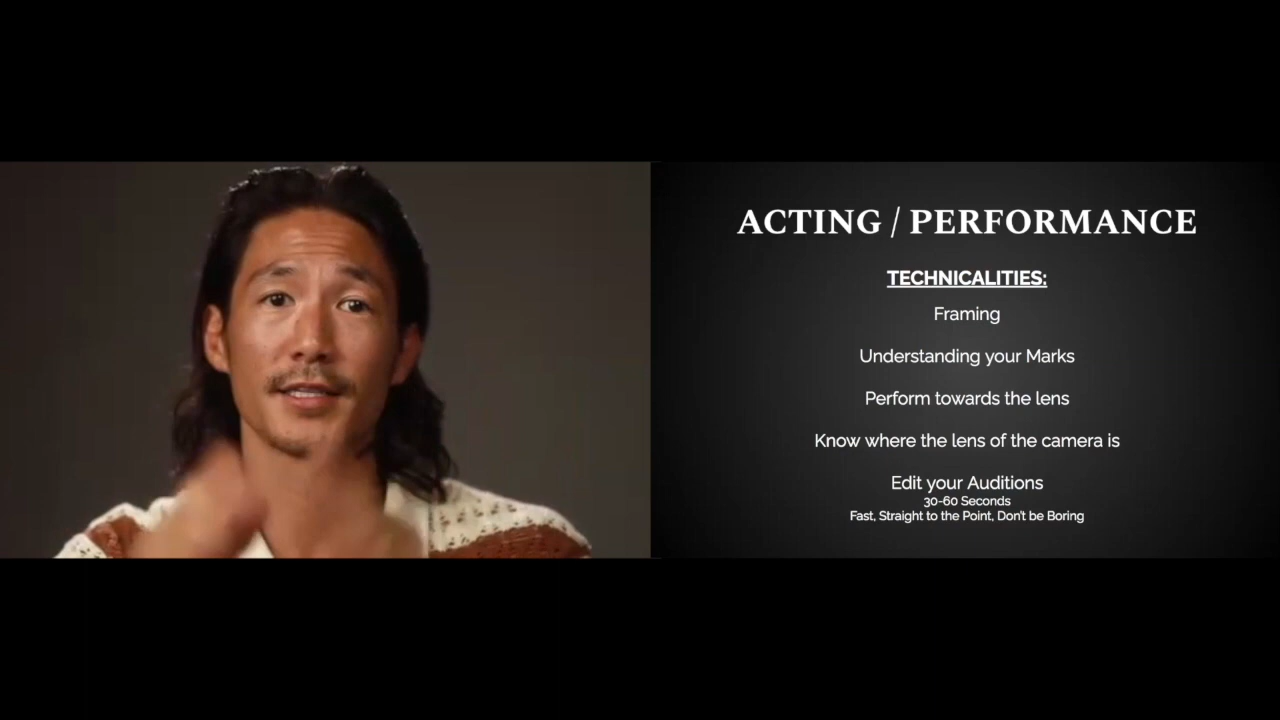 ACTING / PERFORMANCE
TECHNICALITIES:
Framing
Understanding your Marks
Perform towards the lens
Know where the lens of the camera is
Edit your Auditions
30-60 Seconds
Fast, Straight to the Point, Don't be Boring